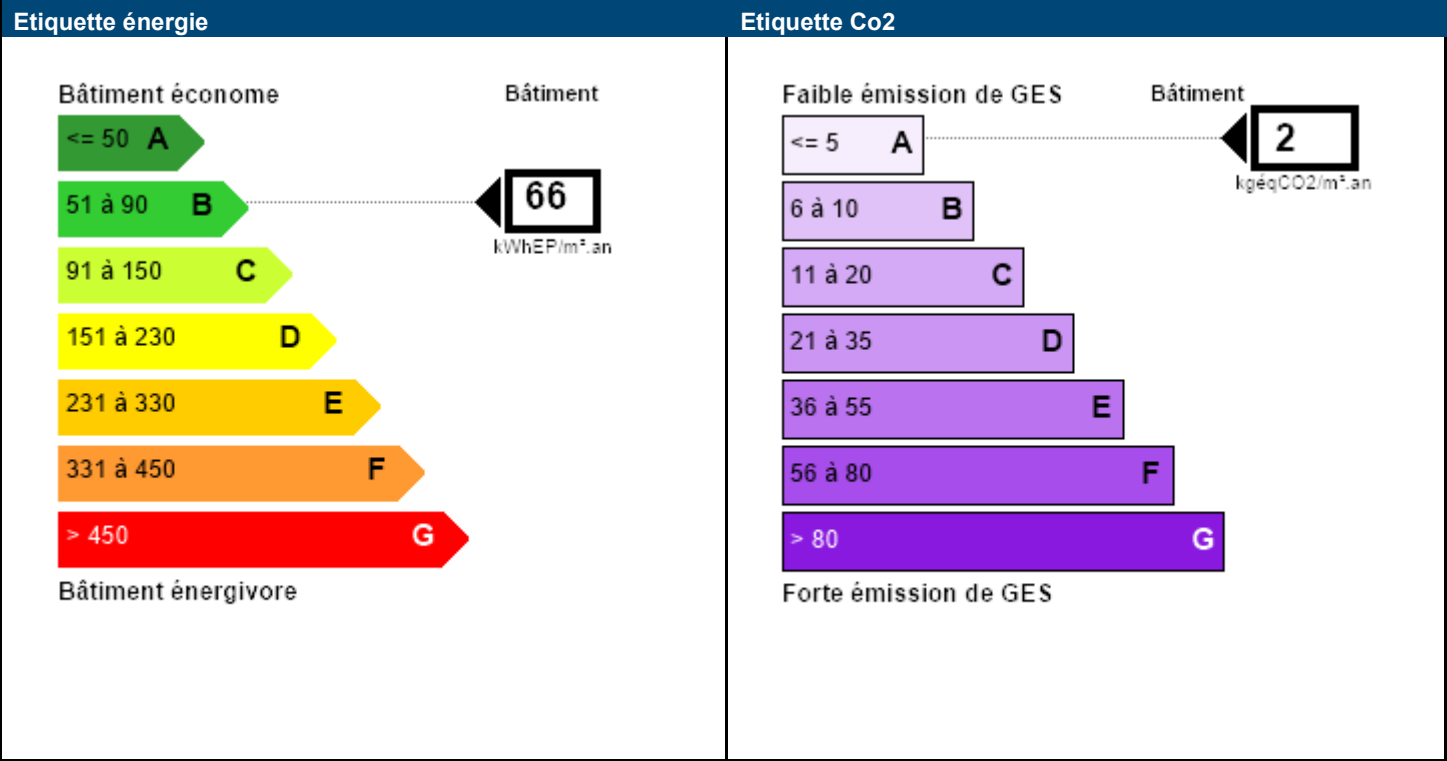 Etiquette énergie
Bâtiment économe
Bâtiment
<= 50 A
51 à 90 B
66
kWhEP/m².an
91 à 150 C
151 à 230 D
231 à 330 E
331 à 450 F
> 450 G
Bâtiment énergivore
Etiquette Co2
Faible émission de GES
Bâtiment
<= 5 A
2
kgéqCO2/m².an
6 à 10 B
11 à 20 C
21 à 35 D
36 à 55 E
56 à 80 F
> 80 G
Forte émission de GES